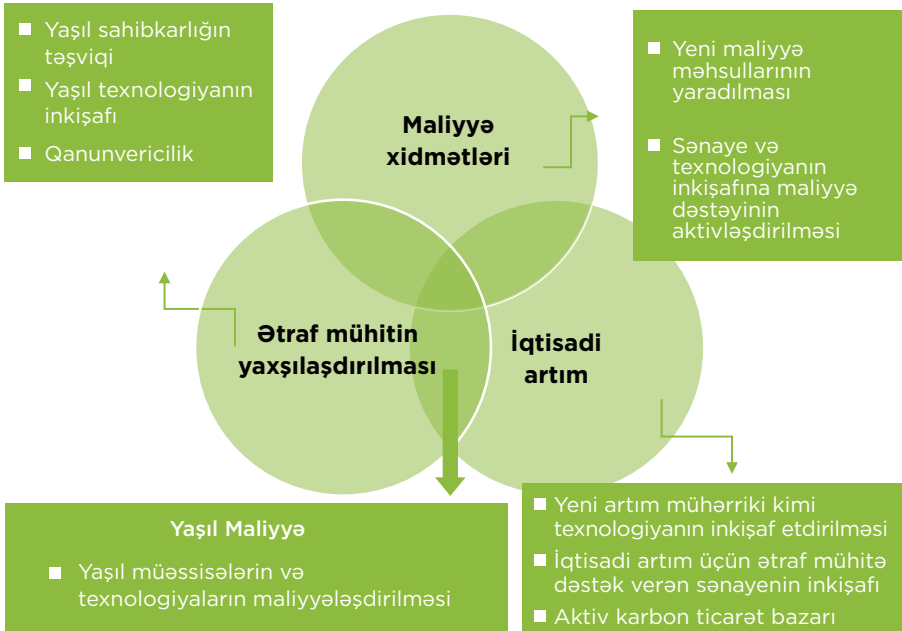 Yaşıl sahibkarlığın
təşviqi
Yaşıl texnologiyanın
inkişafı
Qanunvericilik
Maliyyə
xidmətləri
Yeni maliyyə
məhsullarının
yaradılması
Sənaye və
texnologiyanın
inkişafına maliyyə
dəstəyinin
aktivləşdirilməsi
Ətraf mühitin
yaxşılaşdırılması
İqtisadi
artım
Yaşıl Maliyyə
Yaşıl müəssisələrin və
texnologiyaların maliyyələşdirilməsi
Yeni artım mühərriki kimi
texnologiyanın inkişaf etdirilməsi
İqtisadi artım üçün ətraf mühitə
dəstək verən sənayenin inkişafı
Aktiv karbon ticarət bazarı